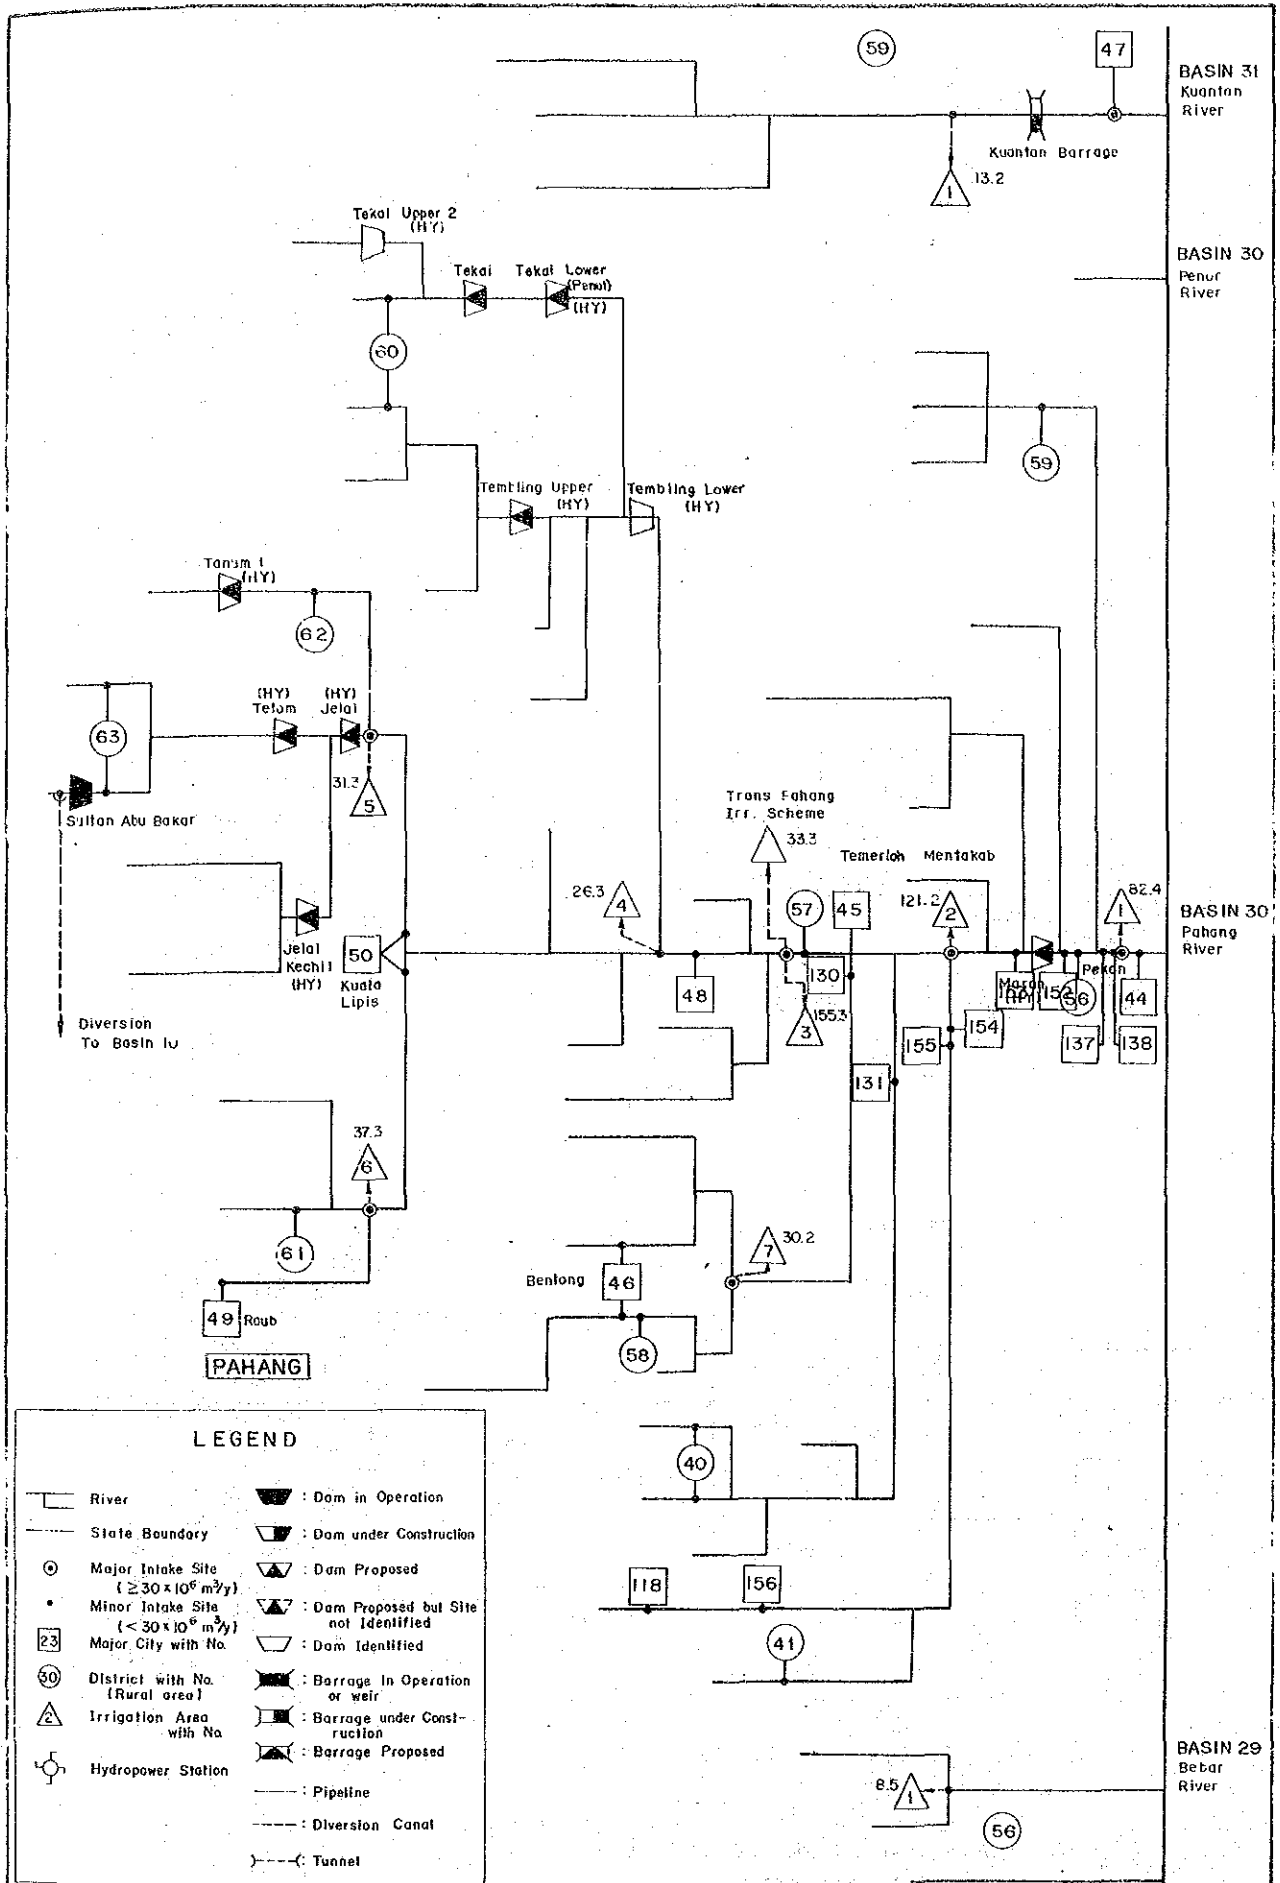 59
47
BASIN 31
Kuantan
River
Kuantan Barrage
1
13.2
Tekai Upper 2
(HY)
BASIN 30
Penor
River
Tekai
Tekai Lower
(HY)
60
59
Tembling Upper
(HY)
Tembling Lower
(HY)
Tanum 1
(HY)
62
(HY)
Telom
(HY)
Jelai
63
31.3
5
Sultan Abu Bakar
Trans Pahang
Irr. Scheme
33.3
Temerloh Mentakab
26.3
4
57
45
121.2
2
1
82.4
BASIN 30
Pahang
River
Jelai
Kechil
(HY)
50
Kuala
Lipis
48
130
Pekan
Maran
152
56
44
3
155.3
Diversion
To Basin 10
154
155
137
138
131
37.3
6
61
7
30.2
Bentong
46
49
Raub
58
PAHANG
40
118
156
41
BASIN 29
Bebar
River
8.5
1
56
LEGEND
River
State Boundary
Major Intake Site
(≥30 x 10⁶ m³/y)
Minor Intake Site
(<30 x 10⁶ m³/y)
23
Major City with No.
30
District with No.
(Rural area)
2
Irrigation Area
with No.
Hydropower Station
: Dam in Operation
: Dam under Construction
: Dam Proposed
: Dam Proposed but Site
not Identified
: Dam Identified
: Barrage In Operation
or weir
: Barrage under Const-
ruction
: Barrage Proposed
: Pipeline
: Diversion Canal
: Tunnel